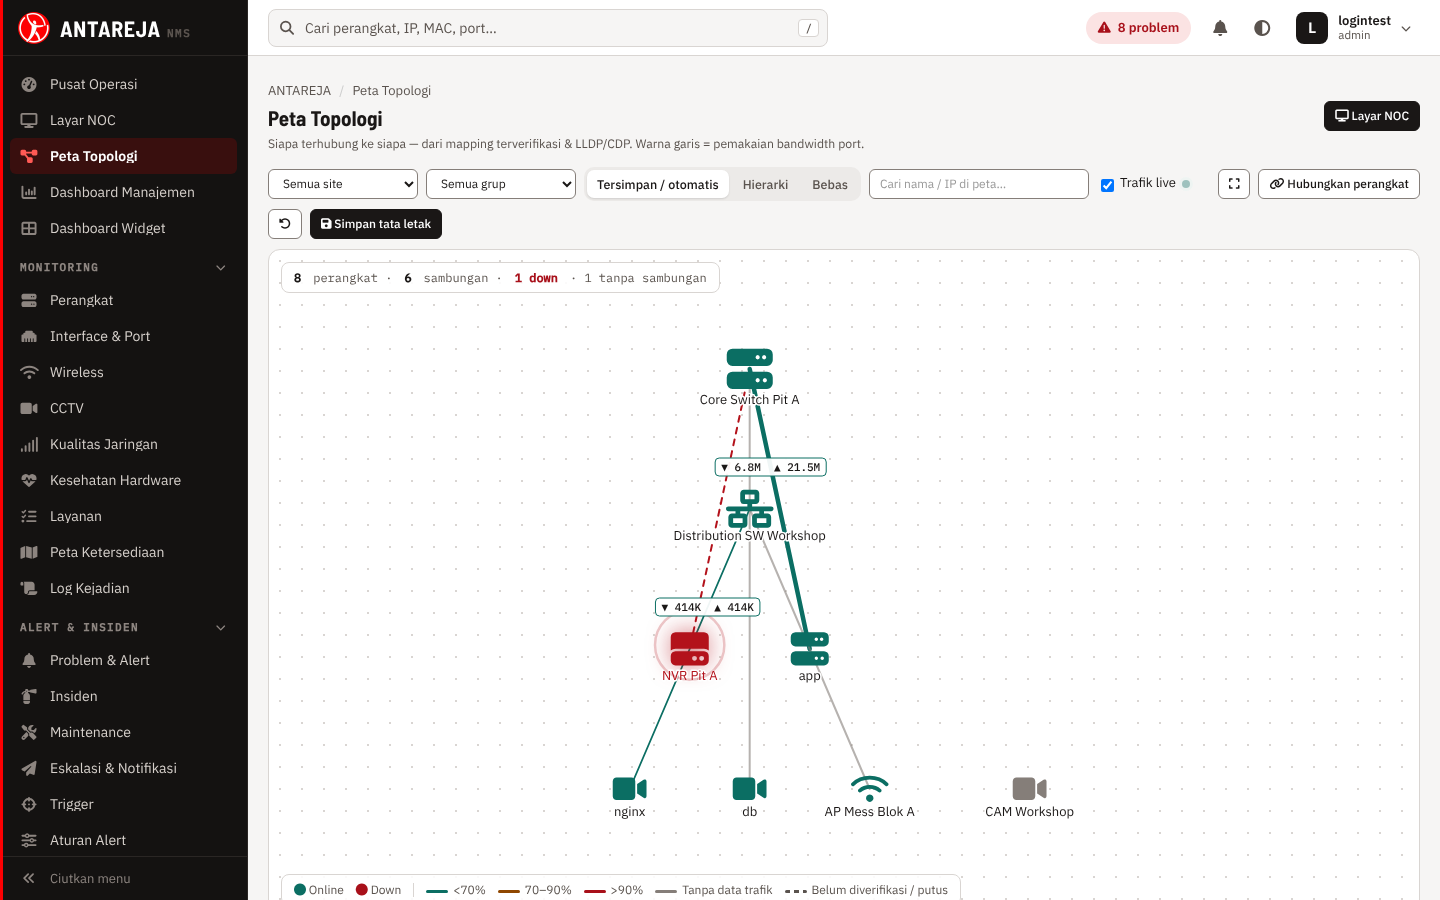 ANTAREJA NMS
Cari perangkat, IP, MAC, port...
/
8 problem
L
logintest
admin
Pusat Operasi
Layar NOC
Peta Topologi
Dashboard Manajemen
Dashboard Widget
MONITORING
Perangkat
Interface & Port
Wireless
CCTV
Kualitas Jaringan
Kesehatan Hardware
Layanan
Peta Ketersediaan
Log Kejadian
ALERT & INSIDEN
Problem & Alert
Insiden
Maintenance
Eskalasi & Notifikasi
Trigger
Aturan Alert
Ciutkan menu
ANTAREJA / Peta Topologi
Peta Topologi
Siapa terhubung ke siapa — dari mapping terverifikasi & LLDP/CDP. Warna garis = pemakaian bandwidth port.
Layar NOC
Semua site
Semua grup
Tersimpan / otomatis
Hierarki
Bebas
Cari nama / IP di peta...
Trafik live
Hubungkan perangkat
Simpan tata letak
8 perangkat · 6 sambungan · 1 down · 1 tanpa sambungan
Core Switch Pit A
▼ 6.8M ▲ 21.5M
Distribution SW Workshop
▼ 414K ▲ 414K
NVR Pit A
app
nginx
db
AP Mess Blok A
CAM Workshop
Online
Down
<70%
70–90%
>90%
Tanpa data trafik
Belum diverifikasi / putus